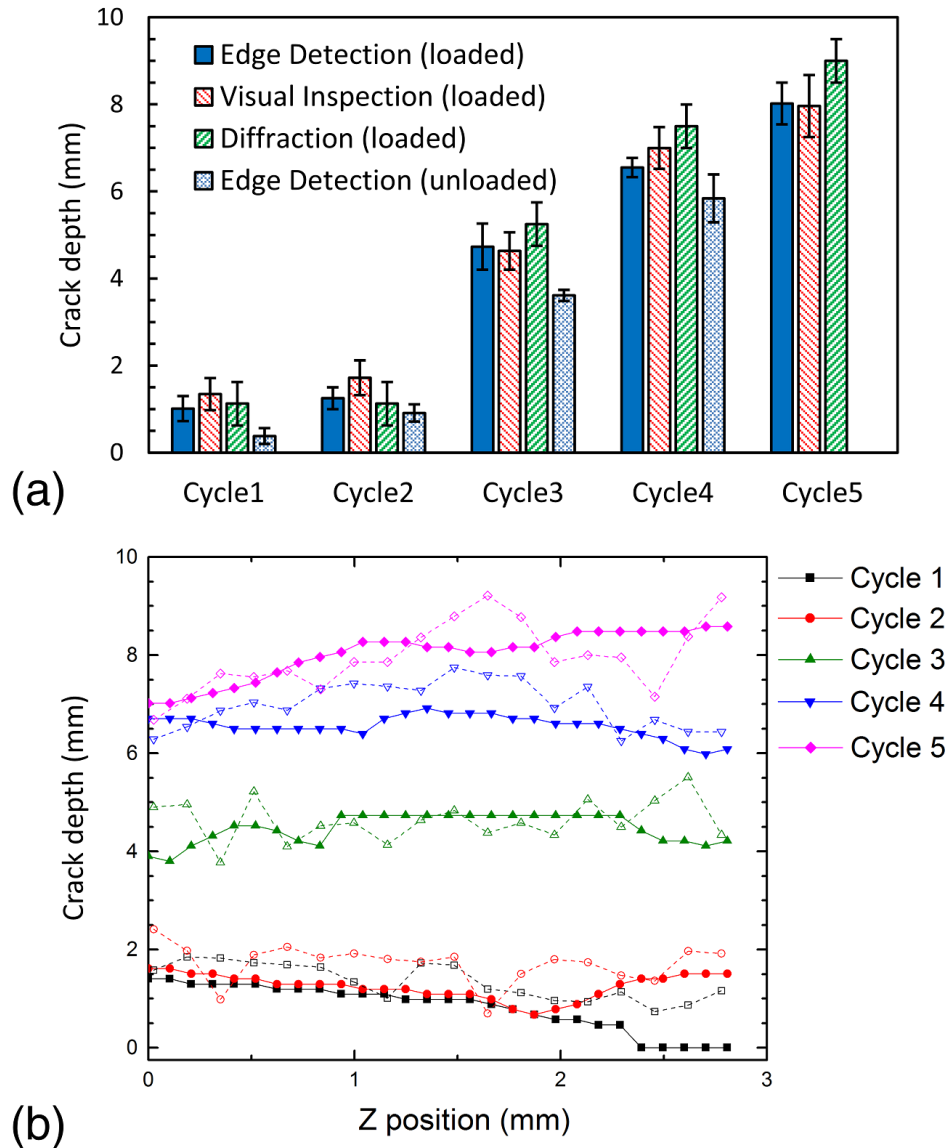 10
8
6
4
2
0
Crack depth (mm)
Edge Detection (loaded)
Visual Inspection (loaded)
Diffraction (loaded)
Edge Detection (unloaded)
Cycle1 Cycle2 Cycle3 Cycle4 Cycle5
(a)
10
8
6
4
2
0
Crack depth (mm)
0 1 2 3
Z position (mm)
Cycle 1
Cycle 2
Cycle 3
Cycle 4
Cycle 5
(b)